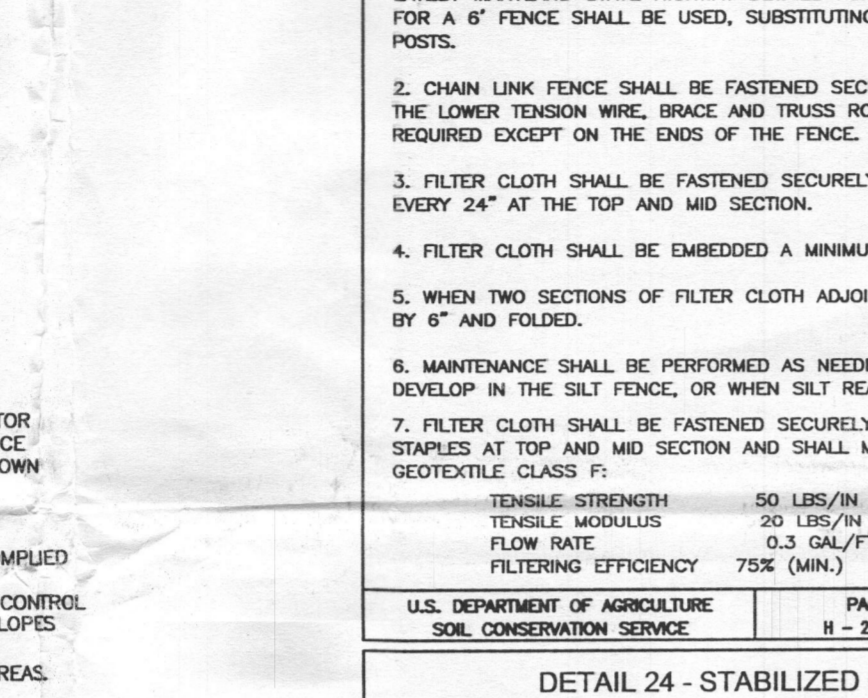 FOR A 6' FENCE SHALL BE USED, SUBSTITUTING
POSTS.
2. CHAIN LINK FENCE SHALL BE FASTENED SEC
THE LOWER TENSION WIRE, BRACE AND TRUSS RO
REQUIRED EXCEPT ON THE ENDS OF THE FENCE.
3. FILTER CLOTH SHALL BE FASTENED SECURELY
EVERY 24" AT THE TOP AND MID SECTION.
4. FILTER CLOTH SHALL BE EMBEDDED A MINIMU
5. WHEN TWO SECTIONS OF FILTER CLOTH ADJOI
BY 6" AND FOLDED.
6. MAINTENANCE SHALL BE PERFORMED AS NEED
DEVELOP IN THE SILT FENCE, OR WHEN SILT REA
7. FILTER CLOTH SHALL BE FASTENED SECURELY
STAPLES AT TOP AND MID SECTION AND SHALL M
GEOTEXTILE CLASS F:
TENSILE STRENGTH 50 LBS/IN
TENSILE MODULUS 20 LBS/IN
FLOW RATE 0.3 GAL/FT
FILTERING EFFICIENCY 75% (MIN.)
U.S. DEPARTMENT OF AGRICULTURE
SOIL CONSERVATION SERVICE
PA
H - 2
DETAIL 24 - STABILIZED
TOR
CE
OWN
MPLIED
CONTROL
LOPES
REAS.